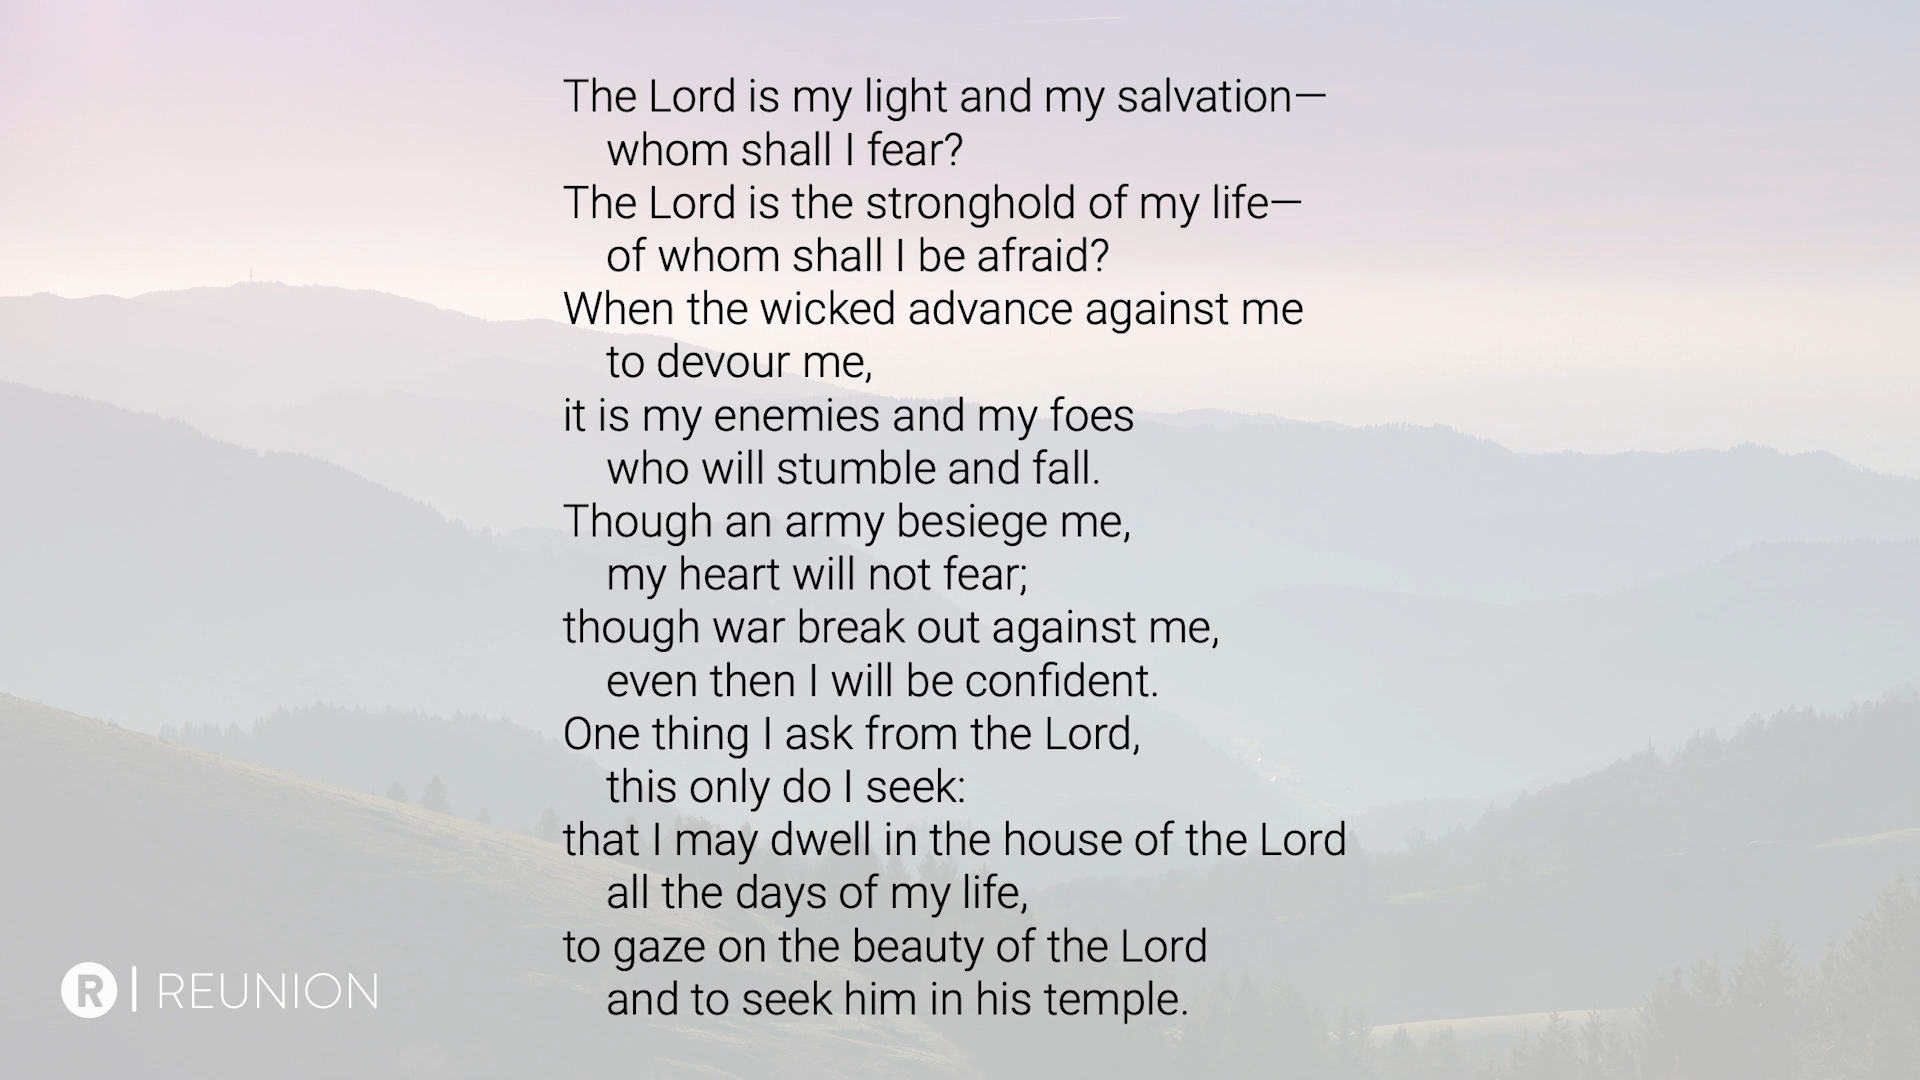 The Lord is my light and my salvation—
whom shall I fear?
The Lord is the stronghold of my life—
of whom shall I be afraid?
When the wicked advance against me
to devour me,
it is my enemies and my foes
who will stumble and fall.
Though an army besiege me,
my heart will not fear;
though war break out against me,
even then I will be confident.
One thing I ask from the Lord,
this only do I seek:
that I may dwell in the house of the Lord
all the days of my life,
to gaze on the beauty of the Lord
and to seek him in his temple.
R | REUNION